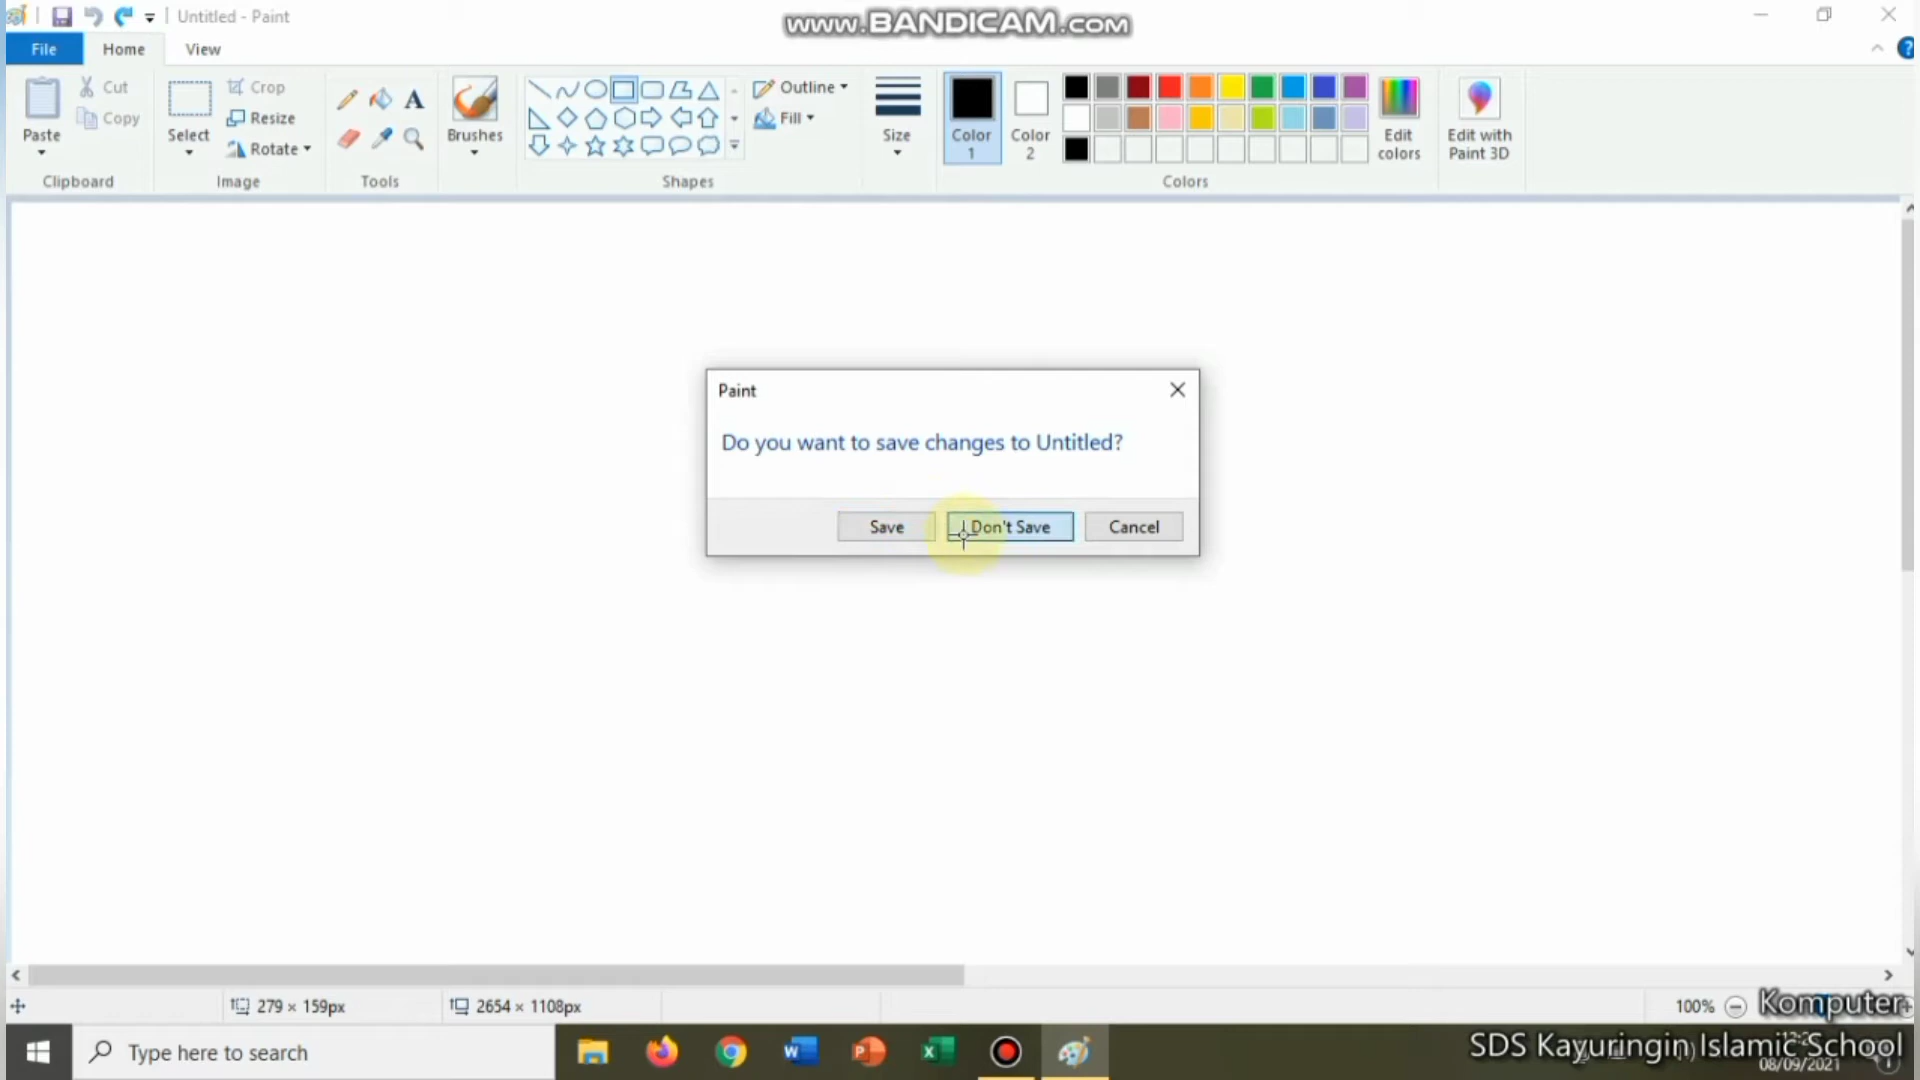 Untitled - Paint
www.BANDICAM.com
File
Home
View
Paste
Cut
Copy
Clipboard
Select
Crop
Resize
Rotate
Image
A
Tools
Brushes
Outline
Fill
Shapes
Size
Color
1
Color
2
Edit
colors
Colors
Edit with
Paint 3D
?
Paint
Do you want to save changes to Untitled?
Save
Don't Save
Cancel
279 × 159px
2654 × 1108px
100%
Komputer
Type here to search
SDS Kayuringin Islamic School
08/09/2021